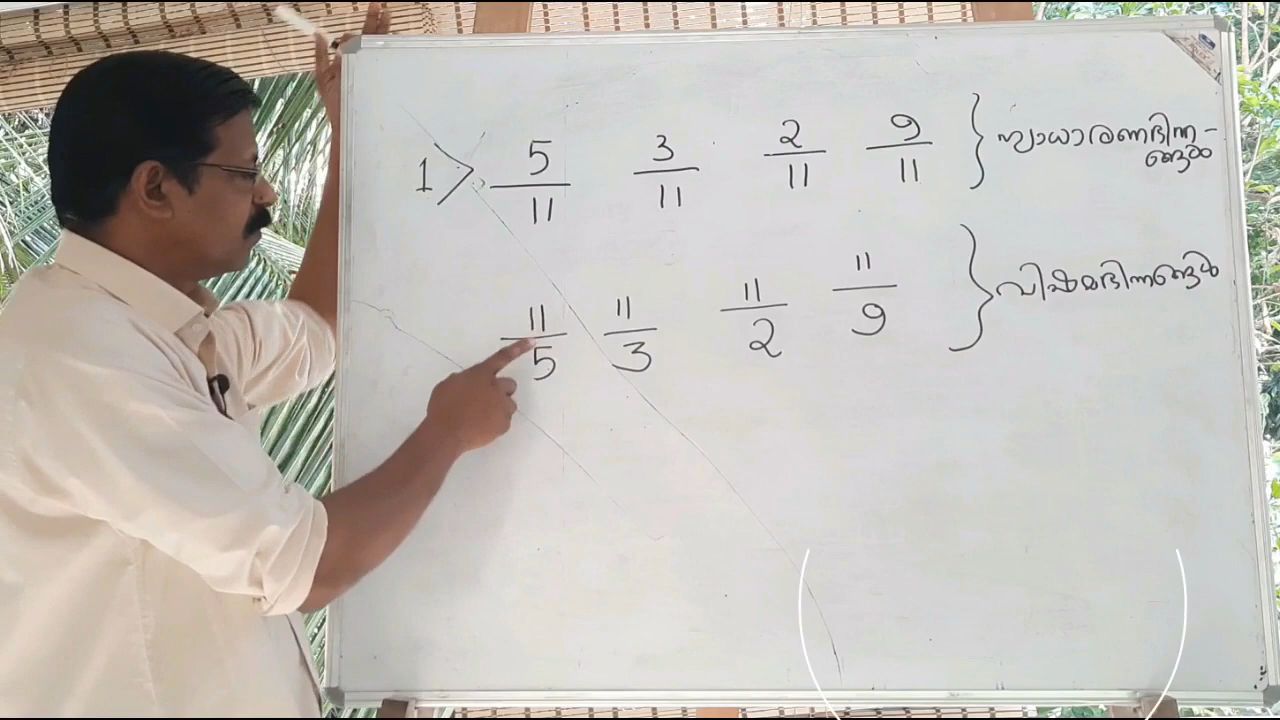 1> 5/11 3/11 2/11 9/11 } സാധാരണഭിന്ന-
ങ്ങൾ
11/5 11/3 11/2 11/9 } വിഷമഭിന്നങ്ങൾ